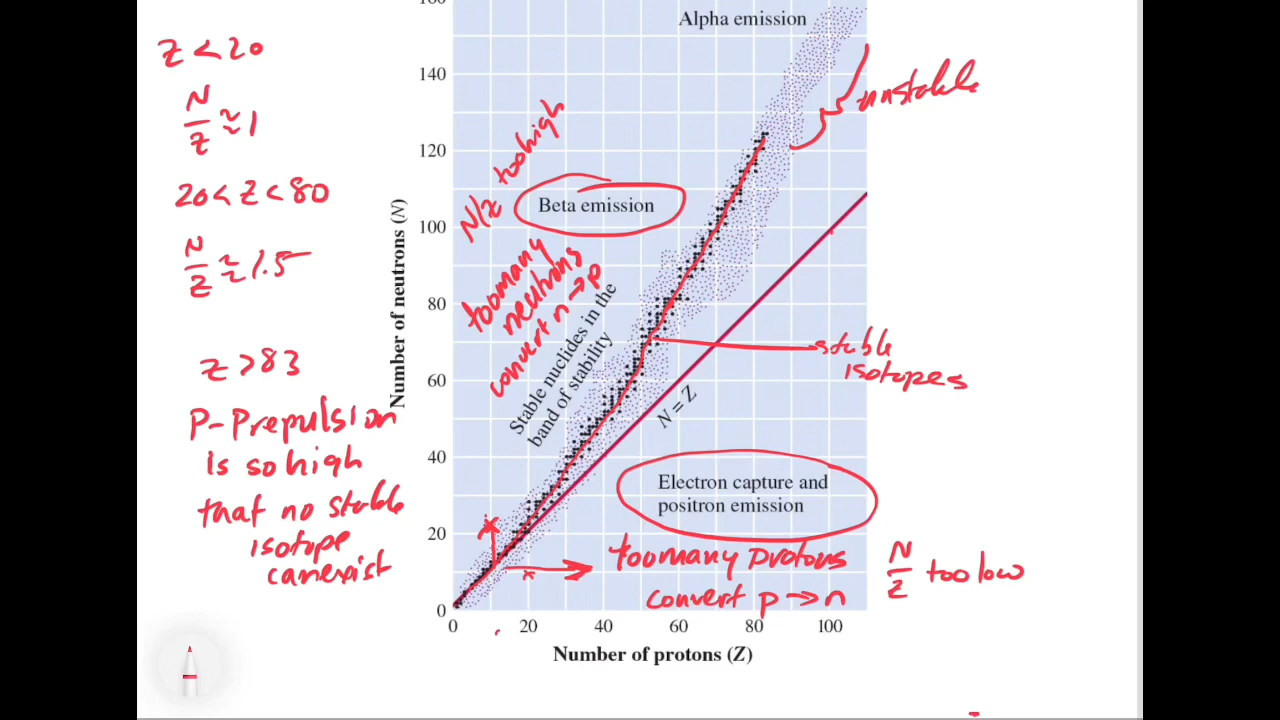 Z < 20
N
Z ≈ 1
20 < Z < 80
N
Z ≈ 1.5
Z > 83
P-P repulsion
is so high
that no stable
isotope
can exist
160
140
120
100
80
60
40
20
0
Number of neutrons (N)
Alpha emission
unstable
N/Z too high
Beta emission
too many
neutrons
convert n → p
Stable nuclides in the
band of stability
stable
isotopes
N = Z
Electron capture and
positron emission
too many protons
convert p → n
N
Z too low
0 20 40 60 80 100
Number of protons (Z)